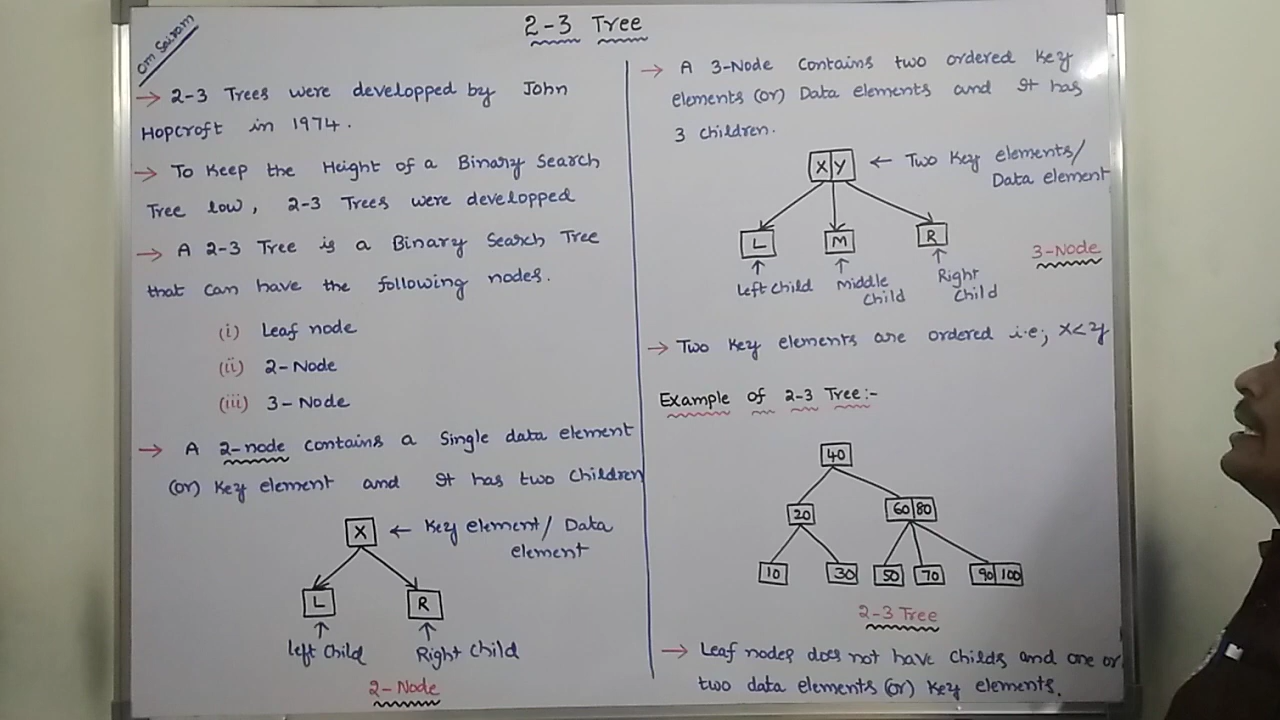 Om Sairam
2-3 Tree
→ 2-3 Trees were developped by John
Hopcroft in 1974.
→ To Keep the Height of a Binary Search
Tree low, 2-3 Trees were developped
→ A 2-3 Tree is a Binary Search Tree
that can have the following nodes.
(i) Leaf node
(ii) 2-Node
(iii) 3-Node
→ A 2-node contains a Single data element
(or) Key element and It has two Children
X ← Key element/ Data
element
L R
left Child Right Child
2-Node
→ A 3-Node Contains two ordered Key
elements (or) Data elements and It has
3 children.
X Y ← Two Key elements/
Data element
L M R
Left Child Middle Child Right Child
3-Node
→ Two Key elements are ordered i.e; X<Y
Example of 2-3 Tree:-
40
20 60 80
10 30 50 70 90 100
2-3 Tree
→ Leaf nodes does not have Childs and one or
two data elements (or) Key elements.